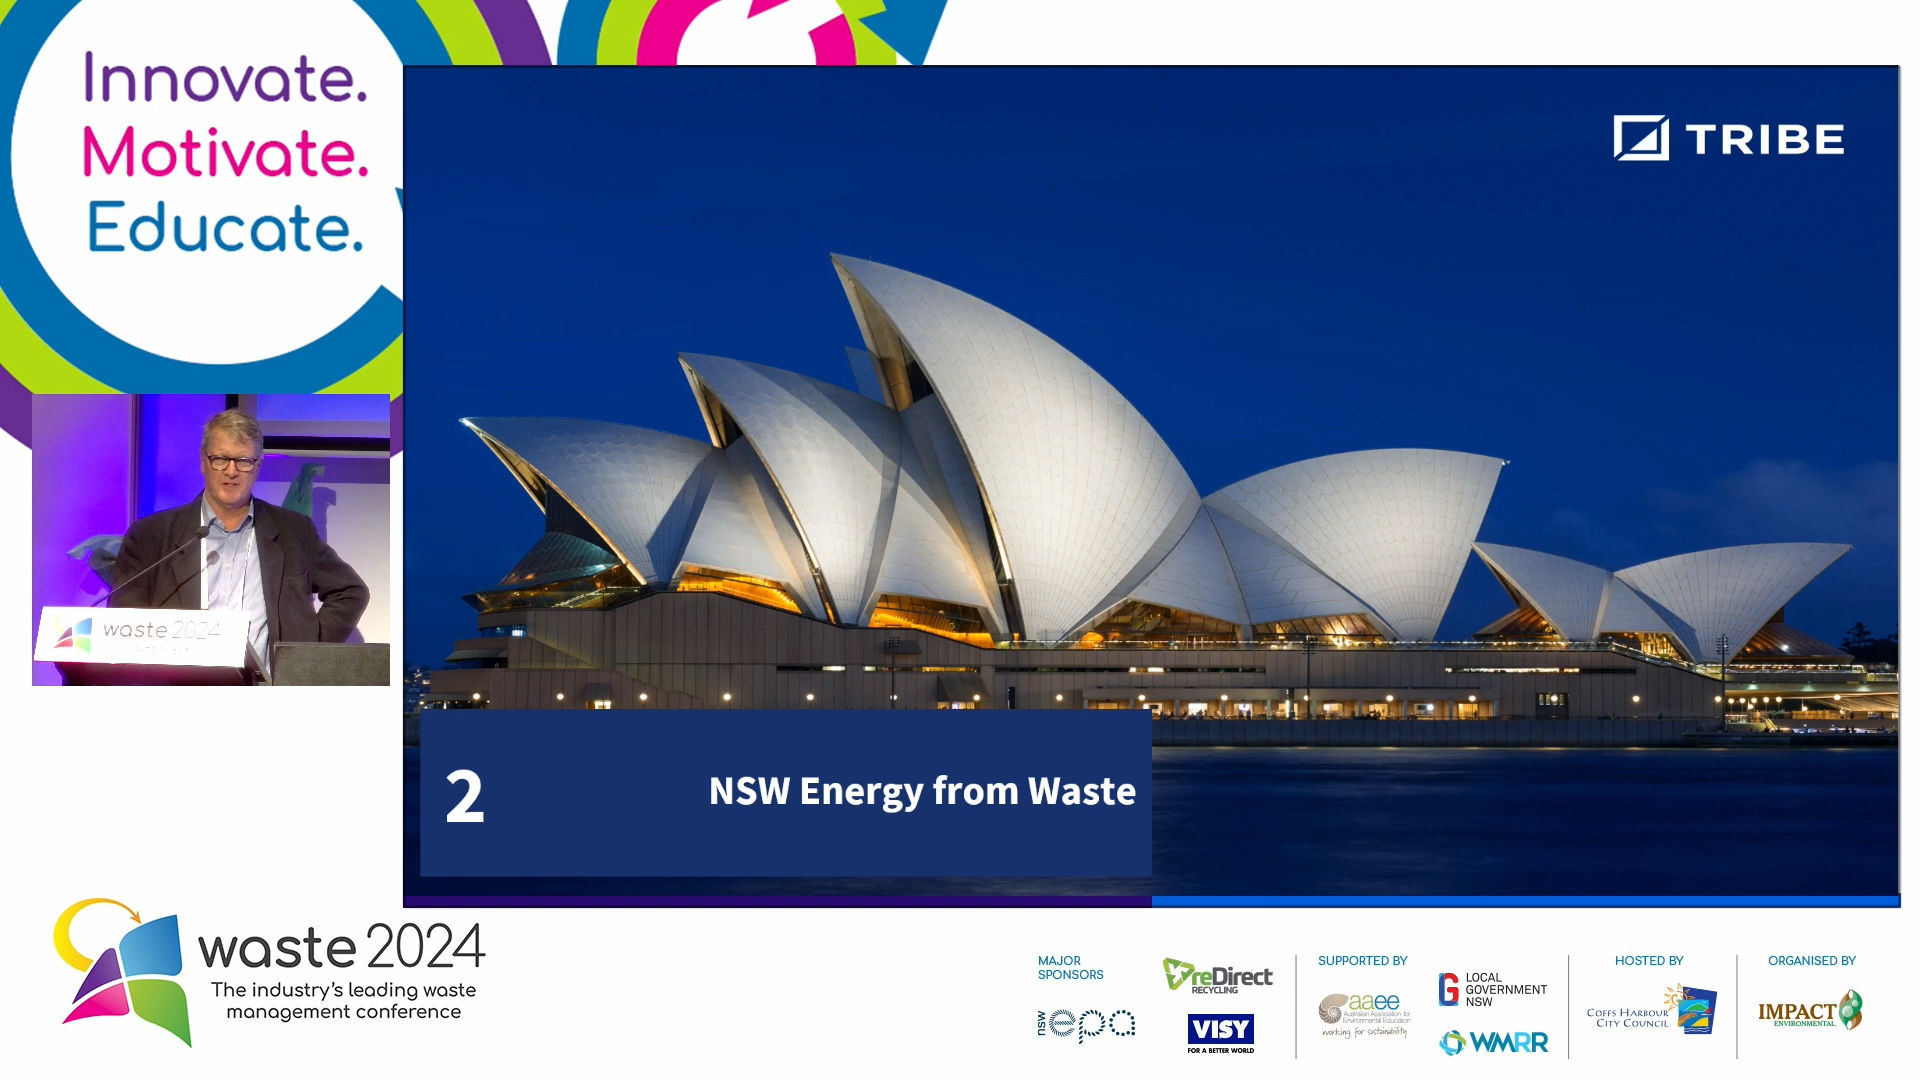 Innovate.
Motivate.
Educate.
TRIBE
waste 2024
2
NSW Energy from Waste
waste 2024
The industry's leading waste
management conference
MAJOR
SPONSORS
nsw epa
reDirect
RECYCLING
VISY
FOR A BETTER WORLD
SUPPORTED BY
aaee
Australian Association for
Environmental Education
working for sustainability
LOCAL
GOVERNMENT
NSW
WMRR
HOSTED BY
COFFS HARBOUR
CITY COUNCIL
ORGANISED BY
IMPACT
ENVIRONMENTAL